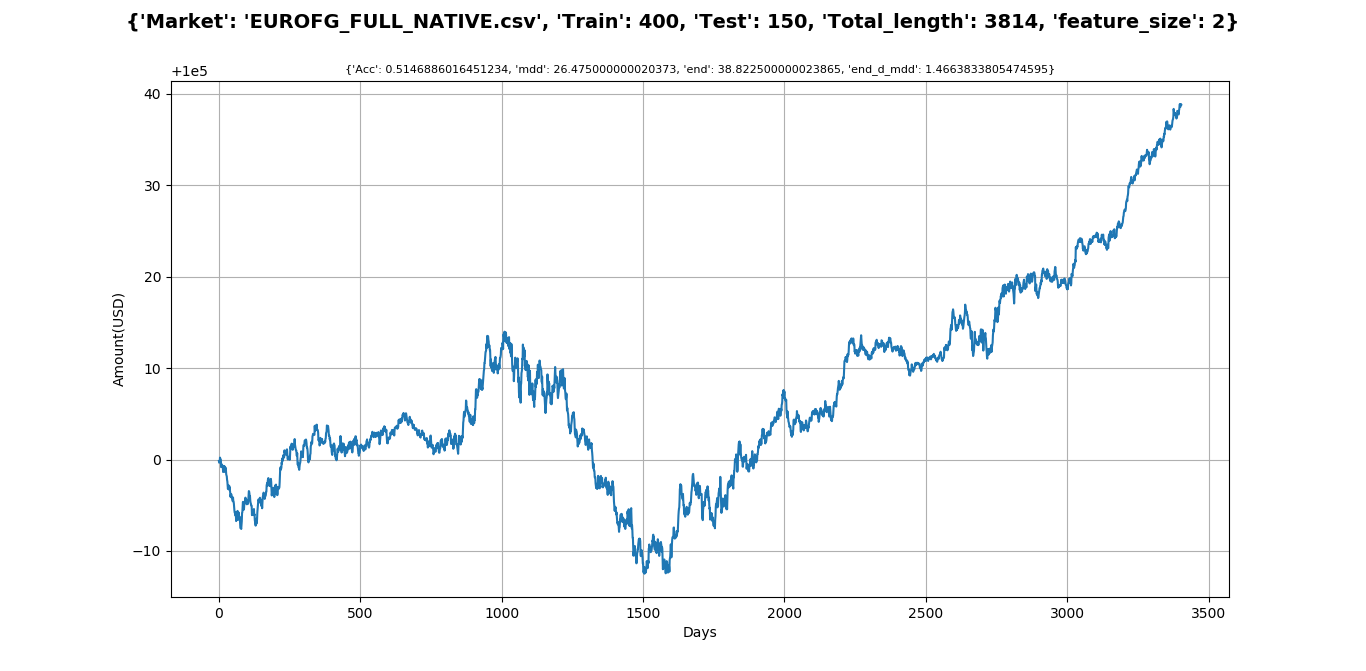 {'Market': 'EUROFG_FULL_NATIVE.csv', 'Train': 400, 'Test': 150, 'Total_length': 3814, 'feature_size': 2}
{'Acc': 0.5146886016451234, 'mdd': 26.475000000020373, 'end': 38.822500000023865, 'end_d_mdd': 1.4663833805474595}
+1e5
40
30
20
10
0
−10
Amount(USD)
0 500 1000 1500 2000 2500 3000 3500
Days